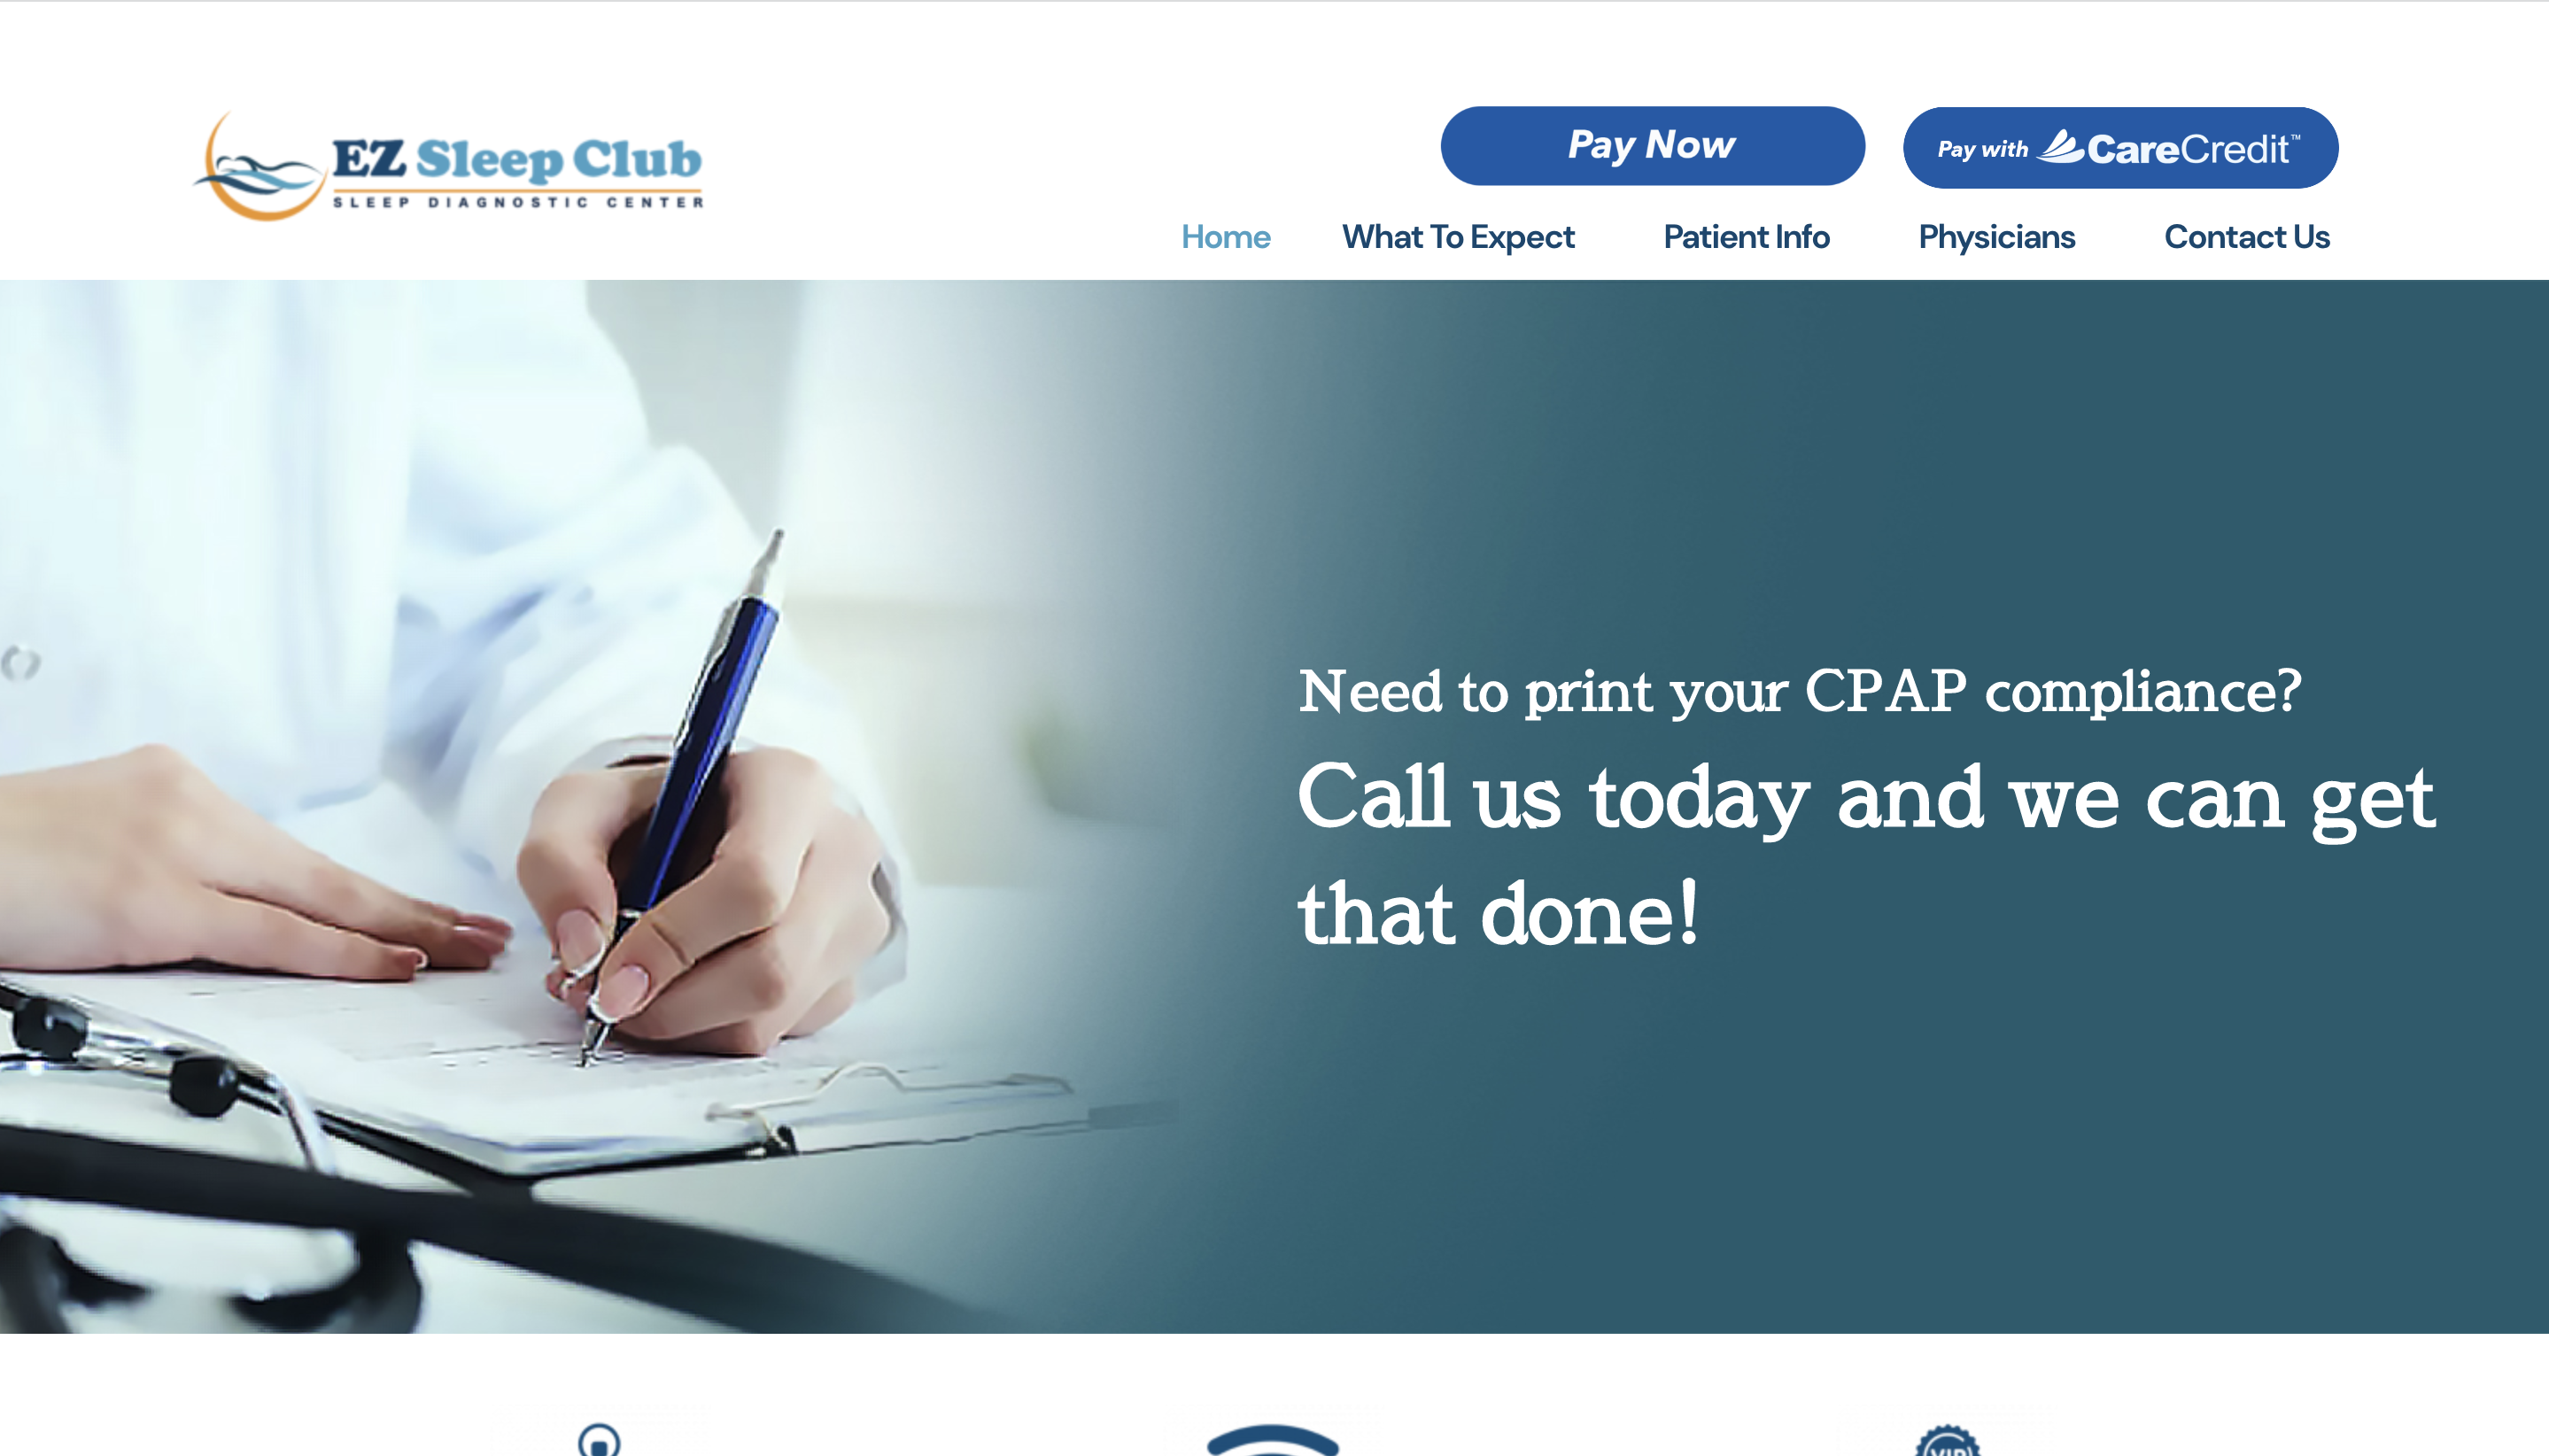 EZ Sleep Club
SLEEP DIAGNOSTIC CENTER
Pay Now
Pay with CareCredit™
Home What To Expect Patient Info Physicians Contact Us
Need to print your CPAP compliance?
Call us today and we can get
that done!
VIP